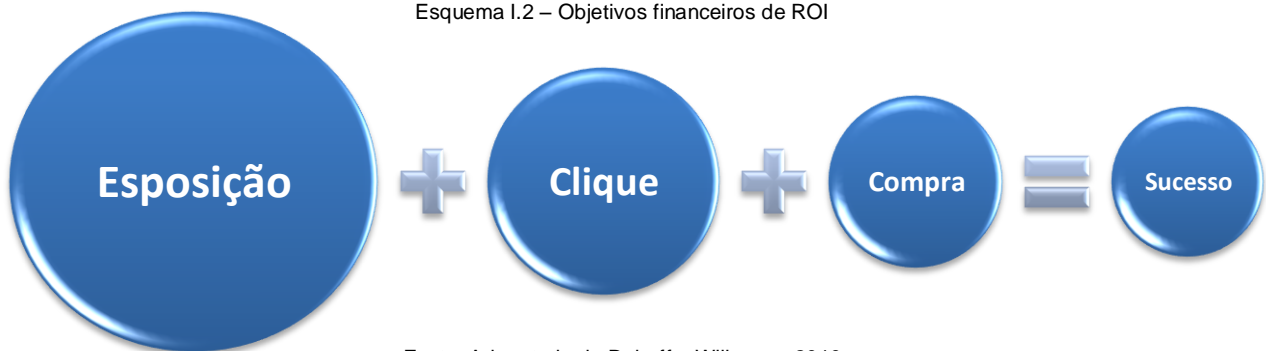 Esquema I.2 – Objetivos financeiros de ROI
Esposição
Clique
Compra
Sucesso